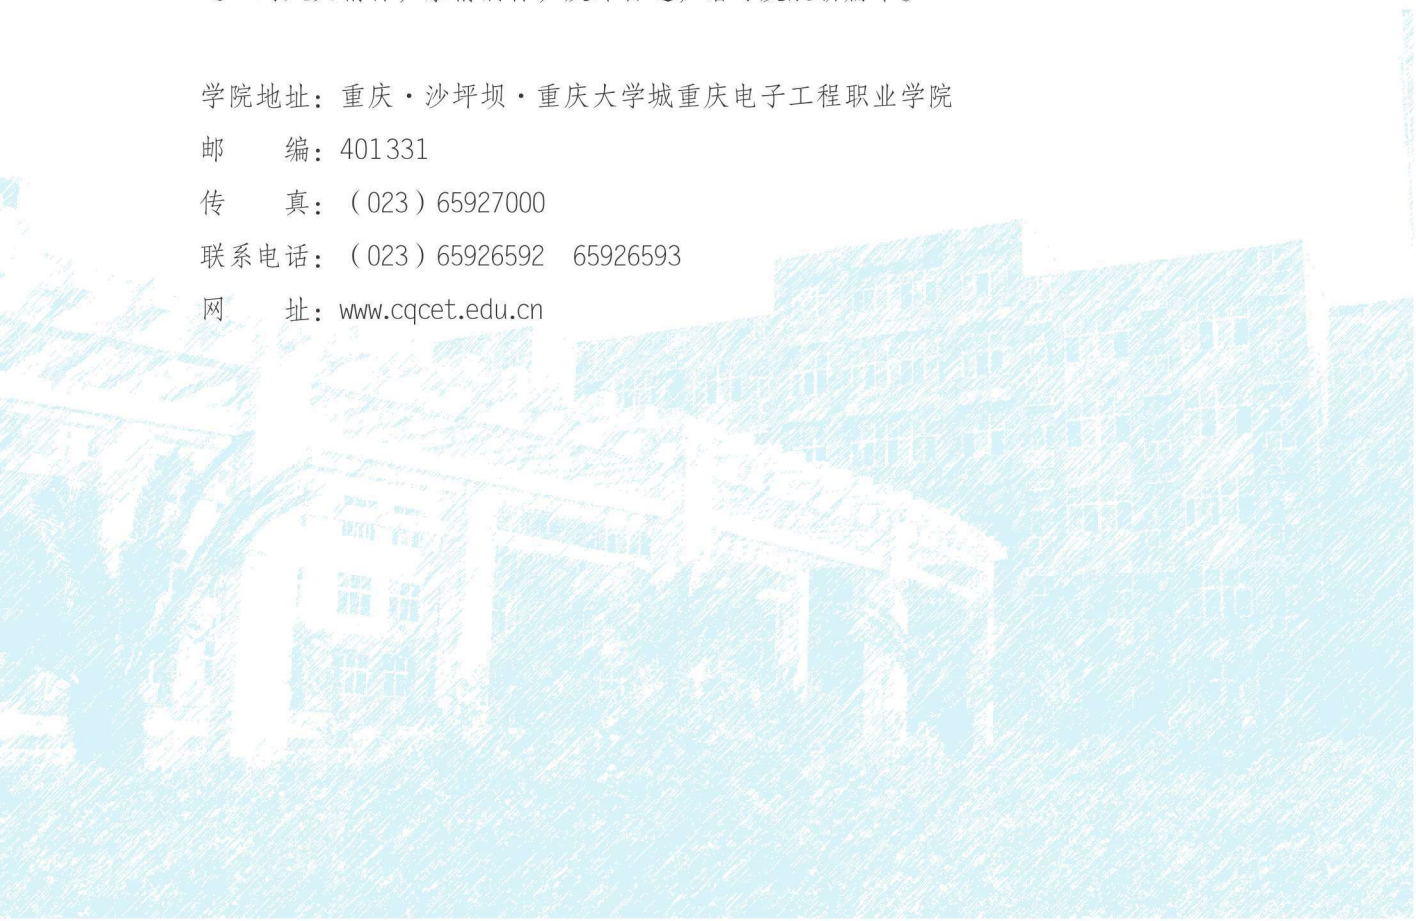 学院地址：重庆·沙坪坝·重庆大学城重庆电子工程职业学院
邮　　编：401331
传　　真：（023）65927000
联系电话：（023）65926592　65926593
网　　址：www.cqcet.edu.cn